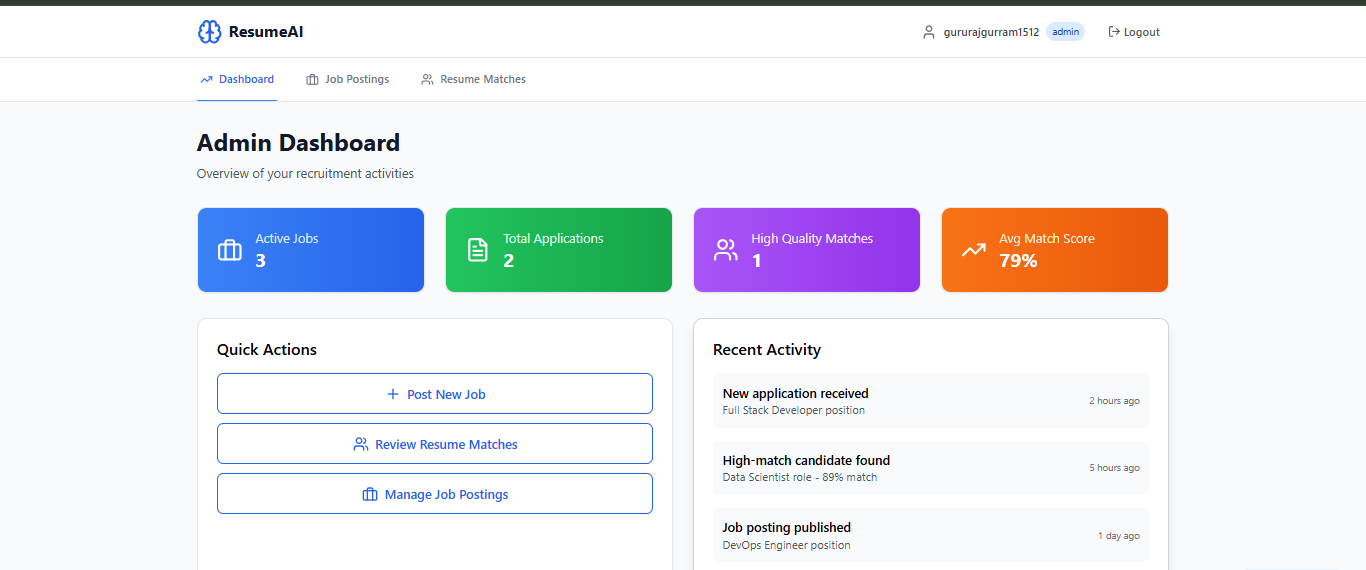 ResumeAI
gururajgurram1512 admin Logout
Dashboard Job Postings Resume Matches
Admin Dashboard
Overview of your recruitment activities
Active Jobs
3
Total Applications
2
High Quality Matches
1
Avg Match Score
79%
Quick Actions
Post New Job
Review Resume Matches
Manage Job Postings
Recent Activity
New application received
Full Stack Developer position
2 hours ago
High-match candidate found
Data Scientist role - 89% match
5 hours ago
Job posting published
DevOps Engineer position
1 day ago